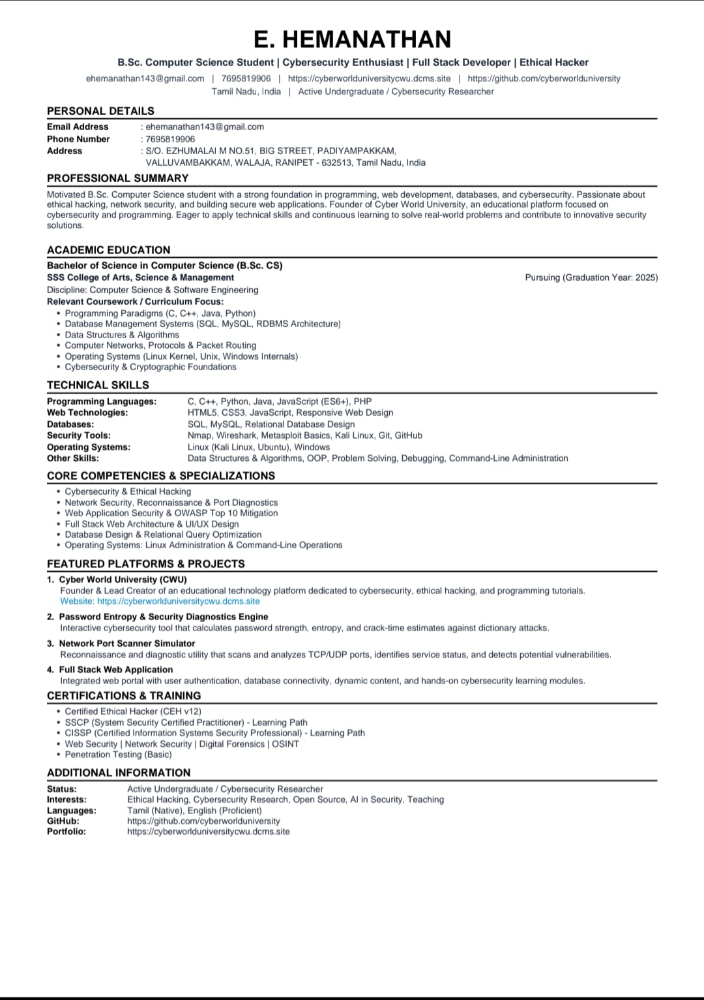 E. HEMANATHAN
B.Sc. Computer Science Student | Cybersecurity Enthusiast | Full Stack Developer | Ethical Hacker
ehemanathan143@gmail.com | 7695819906 | https://cyberworlduniversitycwu.dcms.site | https://github.com/cyberworlduniversity
Tamil Nadu, India | Active Undergraduate / Cybersecurity Researcher
PERSONAL DETAILS
Email Address : ehemanathan143@gmail.com
Phone Number : 7695819906
Address : S/O. EZHUMALAI M NO.51, BIG STREET, PADIYAMPAKKAM,
VALLUVAMBAKKAM, WALAJA, RANIPET - 632513, Tamil Nadu, India
PROFESSIONAL SUMMARY
Motivated B.Sc. Computer Science student with a strong foundation in programming, web development, databases, and cybersecurity. Passionate about
ethical hacking, network security, and building secure web applications. Founder of Cyber World University, an educational platform focused on
cybersecurity and programming. Eager to apply technical skills and continuous learning to solve real-world problems and contribute to innovative security
solutions.
ACADEMIC EDUCATION
Bachelor of Science in Computer Science (B.Sc. CS)
SSS College of Arts, Science & Management Pursuing (Graduation Year: 2025)
Discipline: Computer Science & Software Engineering
Relevant Coursework / Curriculum Focus:
• Programming Paradigms (C, C++, Java, Python)
• Database Management Systems (SQL, MySQL, RDBMS Architecture)
• Data Structures & Algorithms
• Computer Networks, Protocols & Packet Routing
• Operating Systems (Linux Kernel, Unix, Windows Internals)
• Cybersecurity & Cryptographic Foundations
TECHNICAL SKILLS
Programming Languages: C, C++, Python, Java, JavaScript (ES6+), PHP
Web Technologies: HTML5, CSS3, JavaScript, Responsive Web Design
Databases: SQL, MySQL, Relational Database Design
Security Tools: Nmap, Wireshark, Metasploit Basics, Kali Linux, Git, GitHub
Operating Systems: Linux (Kali Linux, Ubuntu), Windows
Other Skills: Data Structures & Algorithms, OOP, Problem Solving, Debugging, Command-Line Administration
CORE COMPETENCIES & SPECIALIZATIONS
• Cybersecurity & Ethical Hacking
• Network Security, Reconnaissance & Port Diagnostics
• Web Application Security & OWASP Top 10 Mitigation
• Full Stack Web Architecture & UI/UX Design
• Database Design & Relational Query Optimization
• Operating Systems: Linux Administration & Command-Line Operations
FEATURED PLATFORMS & PROJECTS
1. Cyber World University (CWU)
Founder & Lead Creator of an educational technology platform dedicated to cybersecurity, ethical hacking, and programming tutorials.
Website: https://cyberworlduniversitycwu.dcms.site
2. Password Entropy & Security Diagnostics Engine
Interactive cybersecurity tool that calculates password strength, entropy, and crack-time estimates against dictionary attacks.
3. Network Port Scanner Simulator
Reconnaissance and diagnostic utility that scans and analyzes TCP/UDP ports, identifies service status, and detects potential vulnerabilities.
4. Full Stack Web Application
Integrated web portal with user authentication, database connectivity, dynamic content, and hands-on cybersecurity learning modules.
CERTIFICATIONS & TRAINING
• Certified Ethical Hacker (CEH v12)
• SSCP (System Security Certified Practitioner) - Learning Path
• CISSP (Certified Information Systems Security Professional) - Learning Path
• Web Security | Network Security | Digital Forensics | OSINT
• Penetration Testing (Basic)
ADDITIONAL INFORMATION
Status: Active Undergraduate / Cybersecurity Researcher
Interests: Ethical Hacking, Cybersecurity Research, Open Source, AI in Security, Teaching
Languages: Tamil (Native), English (Proficient)
GitHub: https://github.com/cyberworlduniversity
Portfolio: https://cyberworlduniversitycwu.dcms.site